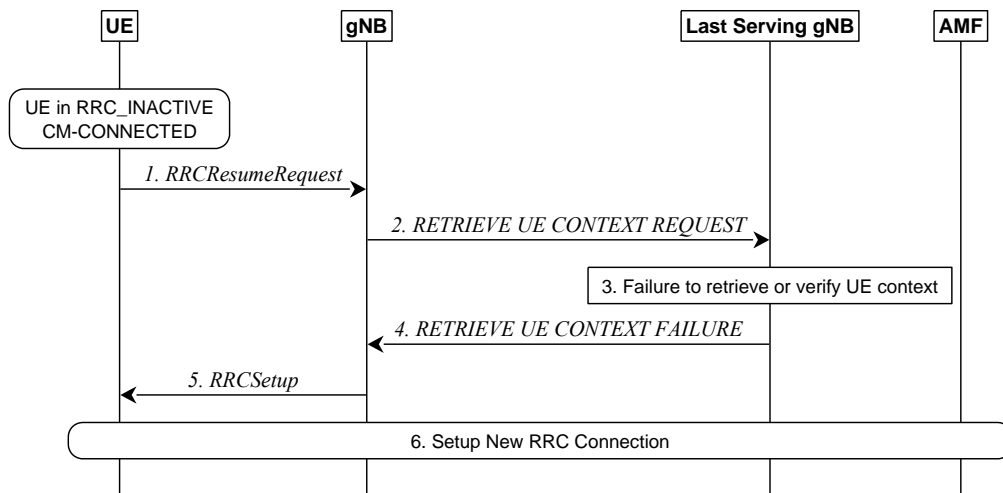 UE
gNB
Last Serving gNB
AMF
UE in RRC_INACTIVE
CM-CONNECTED
1. RRCResumeRequest
2. RETRIEVE UE CONTEXT REQUEST
3. Failure to retrieve or verify UE context
4. RETRIEVE UE CONTEXT FAILURE
5. RRCSetup
6. Setup New RRC Connection